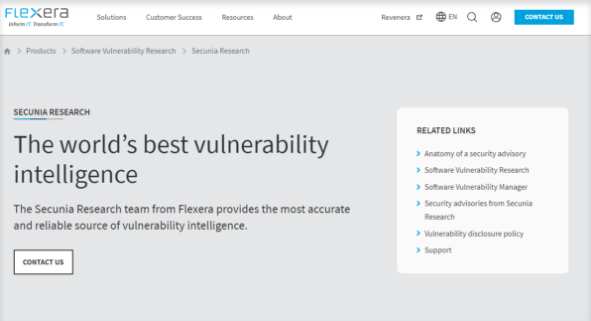 FLEXERA
Inform IT. Transform IT.
Solutions Customer Success Resources About Revenera EN CONTACT US
Products > Software Vulnerability Research > Secunia Research
SECUNIA RESEARCH
The world's best vulnerability
intelligence
The Secunia Research team from Flexera provides the most accurate
and reliable source of vulnerability intelligence.
CONTACT US
RELATED LINKS
Anatomy of a security advisory
Software Vulnerability Research
Software Vulnerability Manager
Security advisories from Secunia
Research
Vulnerability disclosure policy
Support